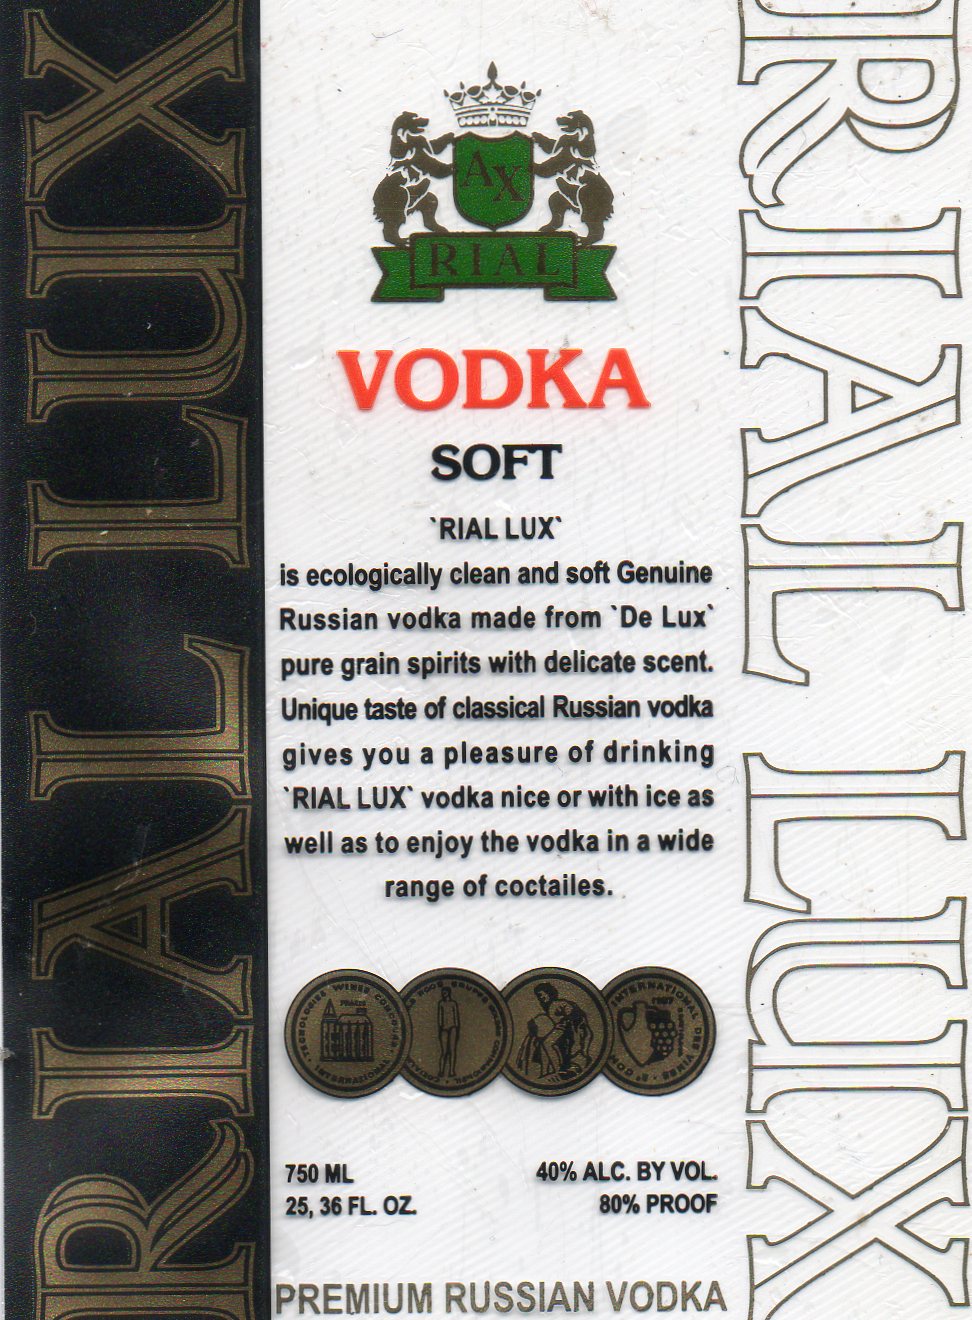 RIAL LUX
AX
RIAL
VODKA
SOFT
`RIAL LUX`
is ecologically clean and soft Genuine
Russian vodka made from `De Lux`
pure grain spirits with delicate scent.
Unique taste of classical Russian vodka
gives you a pleasure of drinking
`RIAL LUX` vodka nice or with ice as
well as to enjoy the vodka in a wide
range of coctailes.
750 ML
40% ALC. BY VOL.
25, 36 FL. OZ.
80% PROOF
PREMIUM RUSSIAN VODKA
RIAL LUX